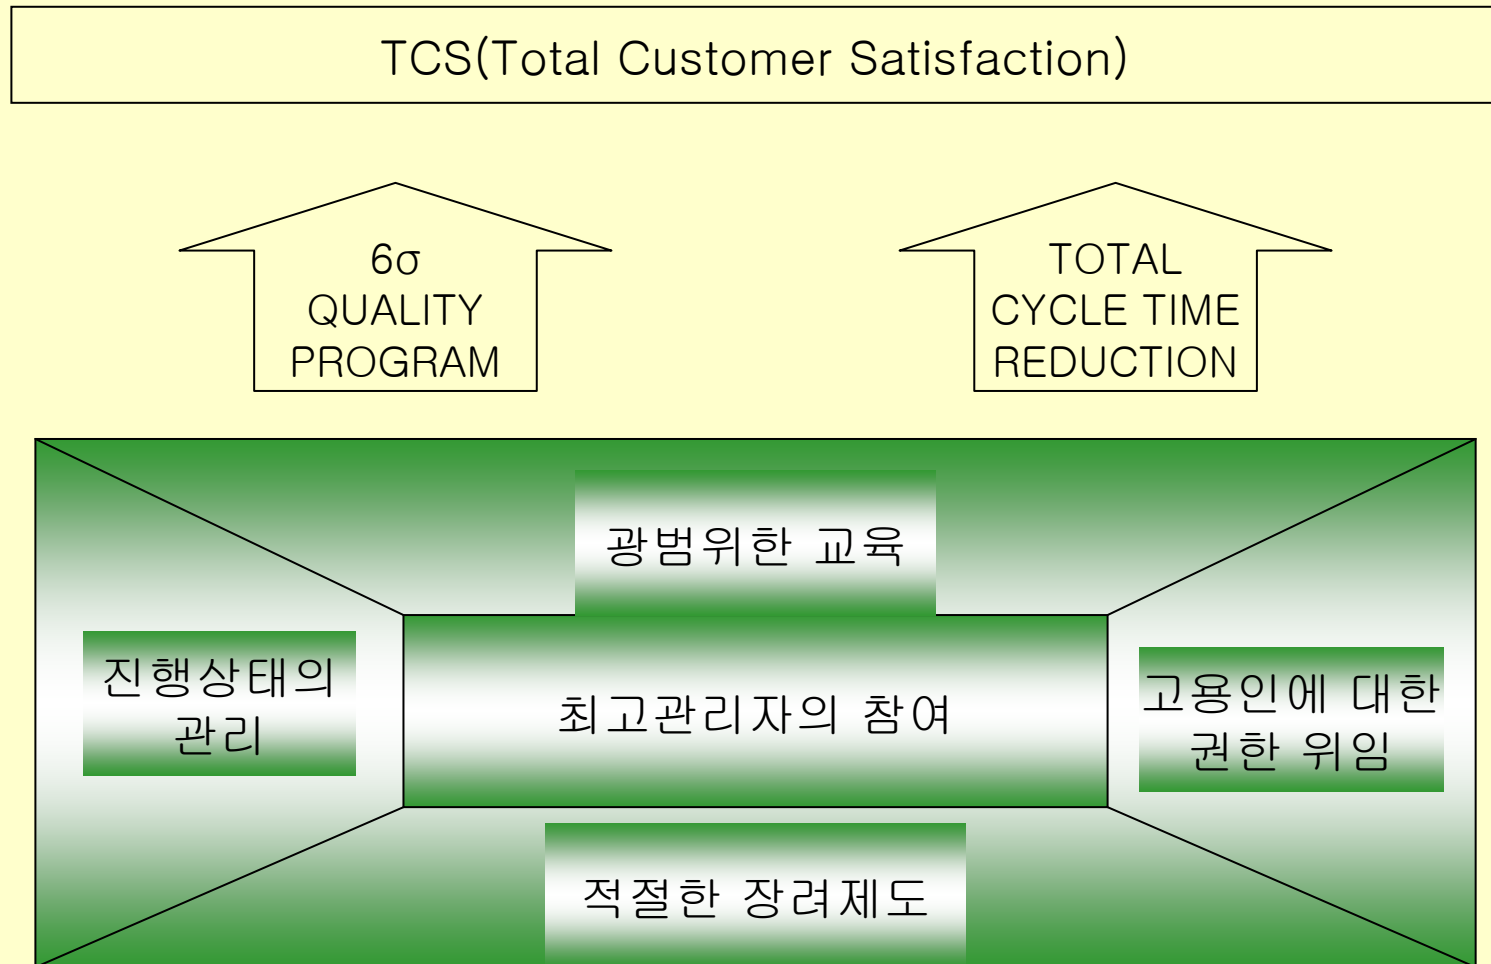 TCS(Total Customer Satisfaction)
6σ
QUALITY
PROGRAM
TOTAL
CYCLE TIME
REDUCTION
광범위한 교육
진행상태의
관리
최고관리자의 참여
고용인에 대한
권한 위임
적절한 장려제도